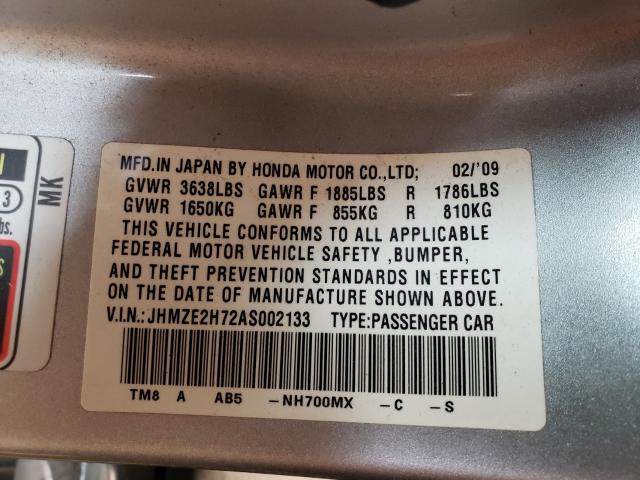 MFD.IN JAPAN BY HONDA MOTOR CO.,LTD; 02/'09
GVWR 3638LBS GAWR F 1885LBS R 1786LBS
GVWR 1650KG GAWR F 855KG R 810KG
THIS VEHICLE CONFORMS TO ALL APPLICABLE
FEDERAL MOTOR VEHICLE SAFETY ,BUMPER,
AND THEFT PREVENTION STANDARDS IN EFFECT
ON THE DATE OF MANUFACTURE SHOWN ABOVE.
V.I.N.:JHMZE2H72AS002133 TYPE:PASSENGER CAR
TM8 A AB5 -NH700MX -C -S
MK
3
bs.